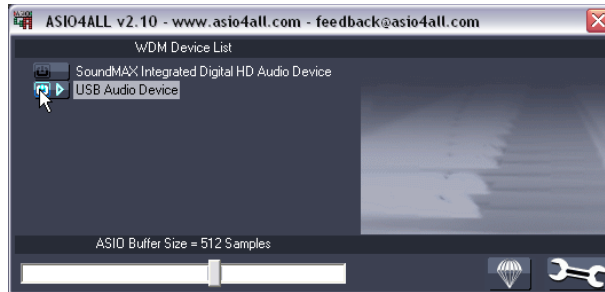 ASIO4ALL v2.10 - www.asio4all.com - feedback@asio4all.com
WDM Device List
SoundMAX Integrated Digital HD Audio Device
USB Audio Device
ASIO Buffer Size = 512 Samples